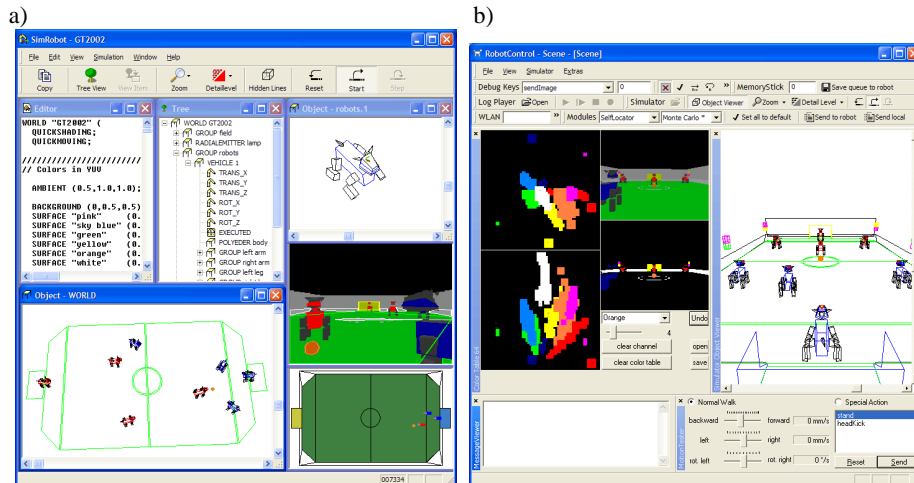 a)
SimRobot - GT2002
File Edit View Simulation Window Help
Copy Tree View View Item Zoom Detaillevel Hidden Lines Reset Start Step
Editor
WORLD "GT2002" (
QUICKSHADING;
QUICKMOVING;
// Colors in YUV
AMBIENT (0.5,1.0,1.0);
BACKGROUND (0,0.5,0.5)
SURFACE "pink" (0.
SURFACE "sky blue" (0.
SURFACE "green" (0.
SURFACE "yellow" (0.
SURFACE "orange" (0.
SURFACE "white" (0.
Tree
WORLD GT2002
GROUP field
RADIALEMITTER lamp
GROUP robots
VEHICLE 1
TRANS_X
TRANS_Y
TRANS_Z
ROT_X
ROT_Y
ROT_Z
EXECUTED
POLYEDER body
GROUP left arm
GROUP right arm
GROUP left leg
Object - robots.1
Object - WORLD
007334
b)
RobotControl - Scene - [Scene]
File View Simulator Extras
Debug Keys sendImage 0 MemoryStick 0 Save queue to robot
Log Player Open Simulator Object Viewer Zoom Detail Level
WLAN Modules SelfLocator Monte Carlo * Set all to default Send to robot Send local
Orange
4
Undo
clear channel
open
clear color table
save
Simulator Object Viewer
MessageViewer
MotionTester
Normal Walk
backward forward 0 mm/s
left right 0 mm/s
rot. left rot. right 0 °/s
Special Action
stand
headKick
Reset Send